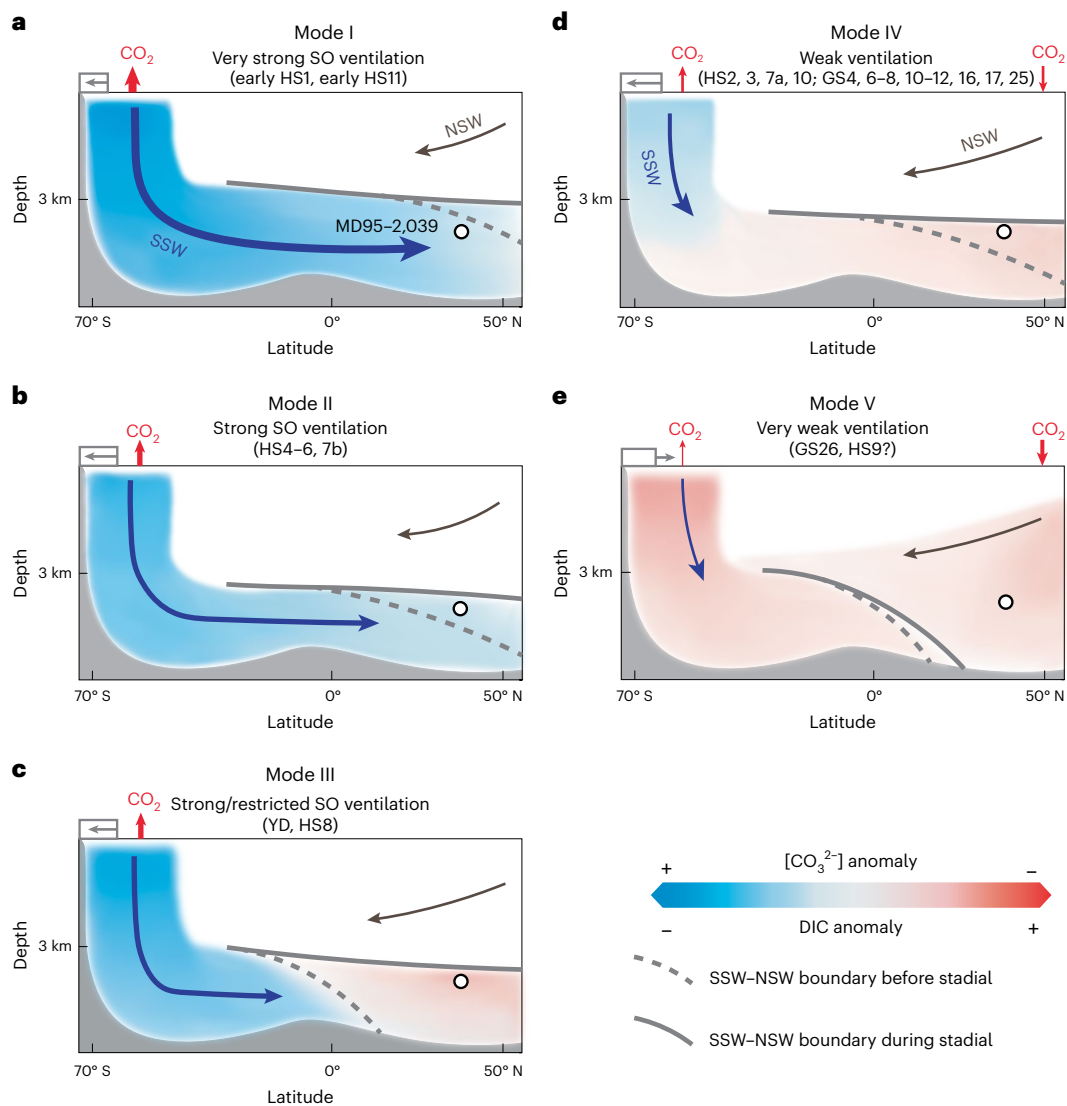 a
Mode I
Very strong SO ventilation
(early HS1, early HS11)
CO2
NSW
SSW
MD95–2,039
Depth
3 km
70° S
0°
50° N
Latitude
b
Mode II
Strong SO ventilation
(HS4–6, 7b)
CO2
Depth
3 km
70° S
0°
50° N
Latitude
c
Mode III
Strong/restricted SO ventilation
(YD, HS8)
CO2
Depth
3 km
70° S
0°
50° N
Latitude
d
Mode IV
Weak ventilation
(HS2, 3, 7a, 10; GS4, 6–8, 10–12, 16, 17, 25)
CO2
CO2
NSW
SSW
Depth
3 km
70° S
0°
50° N
Latitude
e
Mode V
Very weak ventilation
(GS26, HS9?)
CO2
CO2
Depth
3 km
70° S
0°
50° N
Latitude
[CO32−] anomaly
+
−
DIC anomaly
−
+
SSW–NSW boundary before stadial
SSW–NSW boundary during stadial